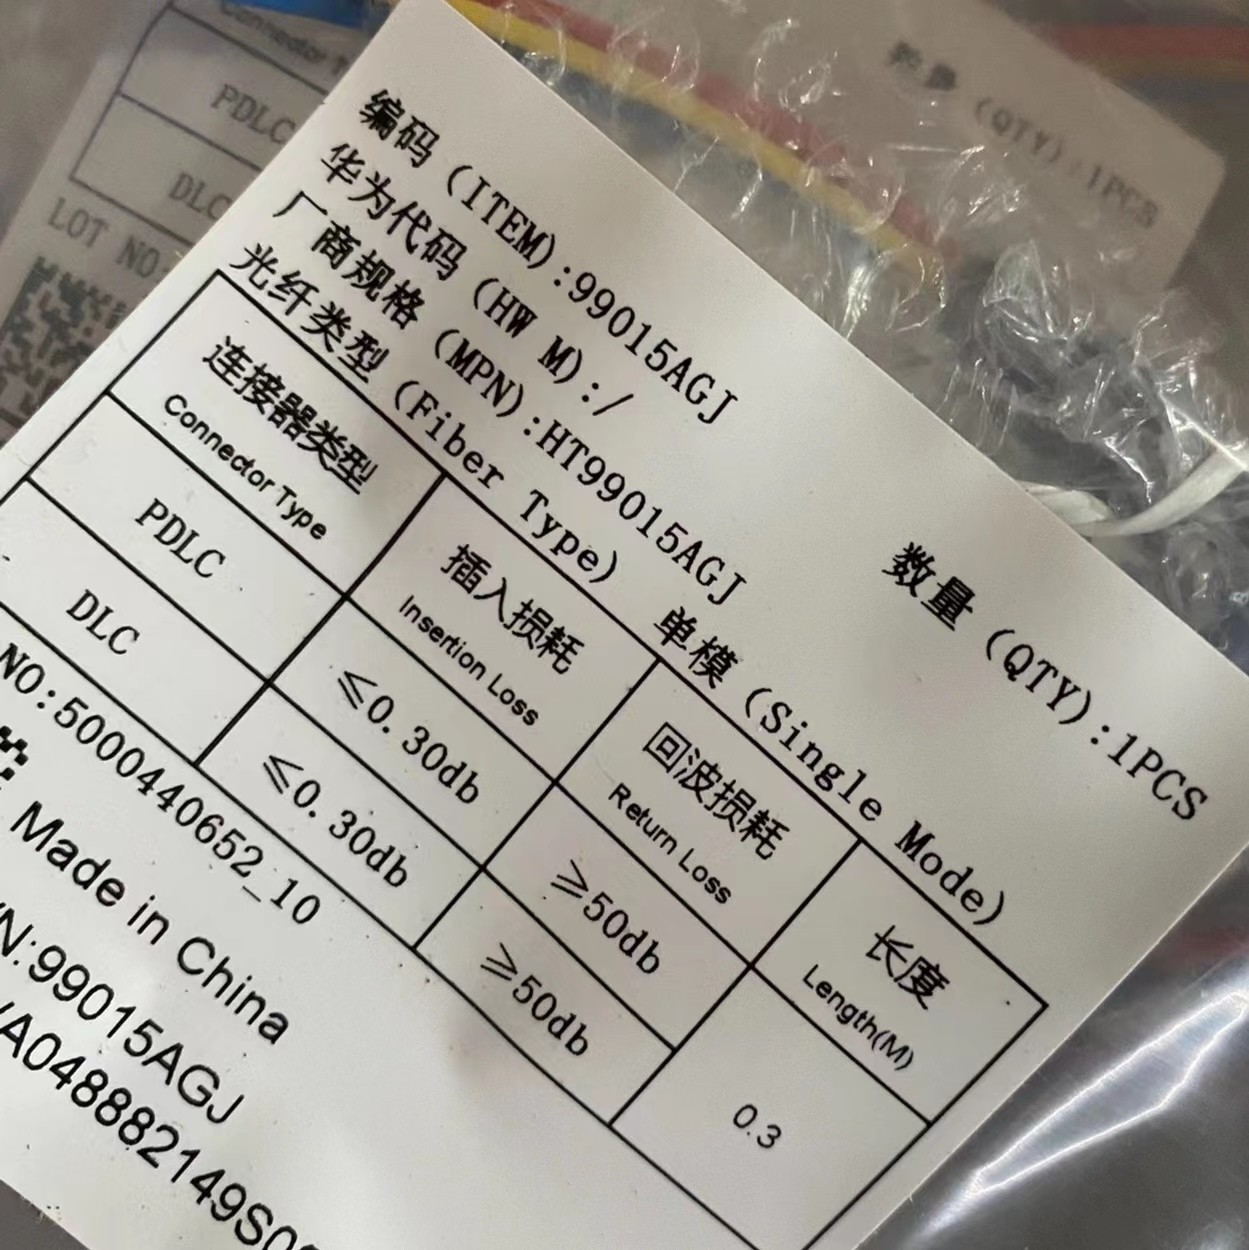 编码(ITEM):99015AGJ
华为代码(HW M):/
厂商规格(MPN):HT99015AGJ
数量(QTY):1PCS
光纤类型(Fiber Type) 单模(Single Mode)
连接器类型 插入损耗 回波损耗 长度
Connector Type Insertion Loss Return Loss Length(M)
PDLC ≤0.30db ≥50db 0.3
DLC ≤0.30db ≥50db
NO:5000440652_10
Made in China
N:99015AGJ
/A048882149S0
PDLC
DLC
LOT NO
数量(QTY):1PCS